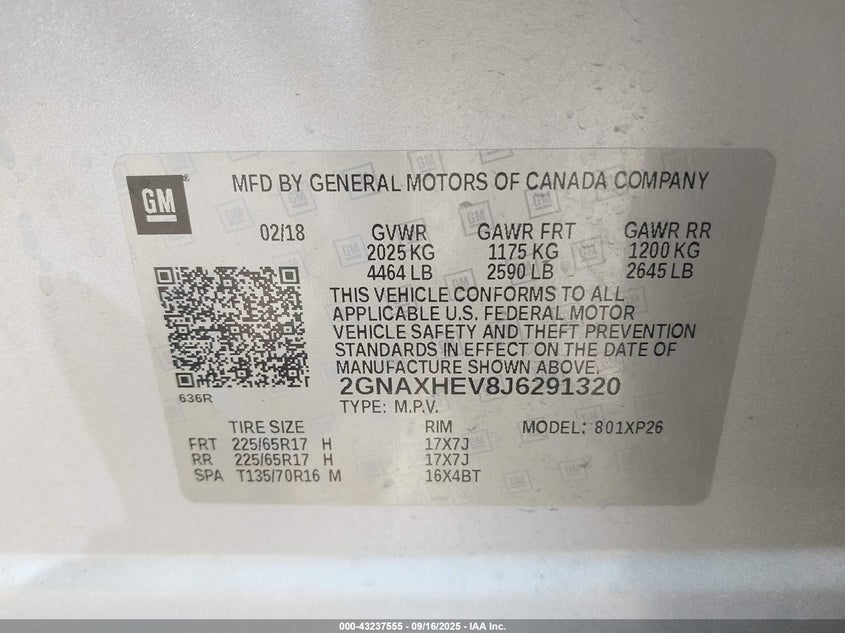 GM
MFD BY GENERAL MOTORS OF CANADA COMPANY
02/18 GVWR GAWR FRT GAWR RR
2025 KG 1175 KG 1200 KG
4464 LB 2590 LB 2645 LB
THIS VEHICLE CONFORMS TO ALL
APPLICABLE U.S. FEDERAL MOTOR
VEHICLE SAFETY AND THEFT PREVENTION
STANDARDS IN EFFECT ON THE DATE OF
MANUFACTURE SHOWN ABOVE.
2GNAXHEV8J6291320
636R
TYPE: M.P.V.
TIRE SIZE RIM MODEL: 801XP26
FRT 225/65R17 H 17X7J
RR 225/65R17 H 17X7J
SPA T135/70R16 M 16X4BT
000-43237555 - 09/16/2025 - IAA Inc.